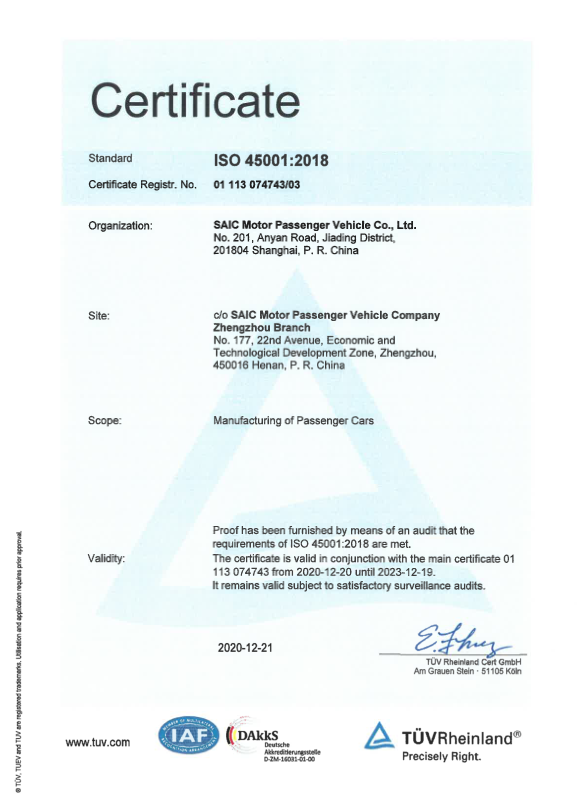 Certificate
Standard ISO 45001:2018
Certificate Registr. No. 01 113 074743/03
Organization: SAIC Motor Passenger Vehicle Co., Ltd.
No. 201, Anyan Road, Jiading District,
201804 Shanghai, P. R. China
Site: c/o SAIC Motor Passenger Vehicle Company
Zhengzhou Branch
No. 177, 22nd Avenue, Economic and
Technological Development Zone, Zhengzhou,
450016 Henan, P. R. China
Scope: Manufacturing of Passenger Cars
Proof has been furnished by means of an audit that the
requirements of ISO 45001:2018 are met.
Validity: The certificate is valid in conjunction with the main certificate 01
113 074743 from 2020-12-20 until 2023-12-19.
It remains valid subject to satisfactory surveillance audits.
2020-12-21
TÜV Rheinland Cert GmbH
Am Grauen Stein · 51105 Köln
® TÜV, TUEV and TUV are registered trademarks. Utilisation and application requires prior approval.
www.tuv.com
MEMBER OF MULTILATERAL
IAF
RECOGNITION ARRANGEMENT
DAkkS
Deutsche
Akkreditierungsstelle
D-ZM-16031-01-00
TÜVRheinland®
Precisely Right.